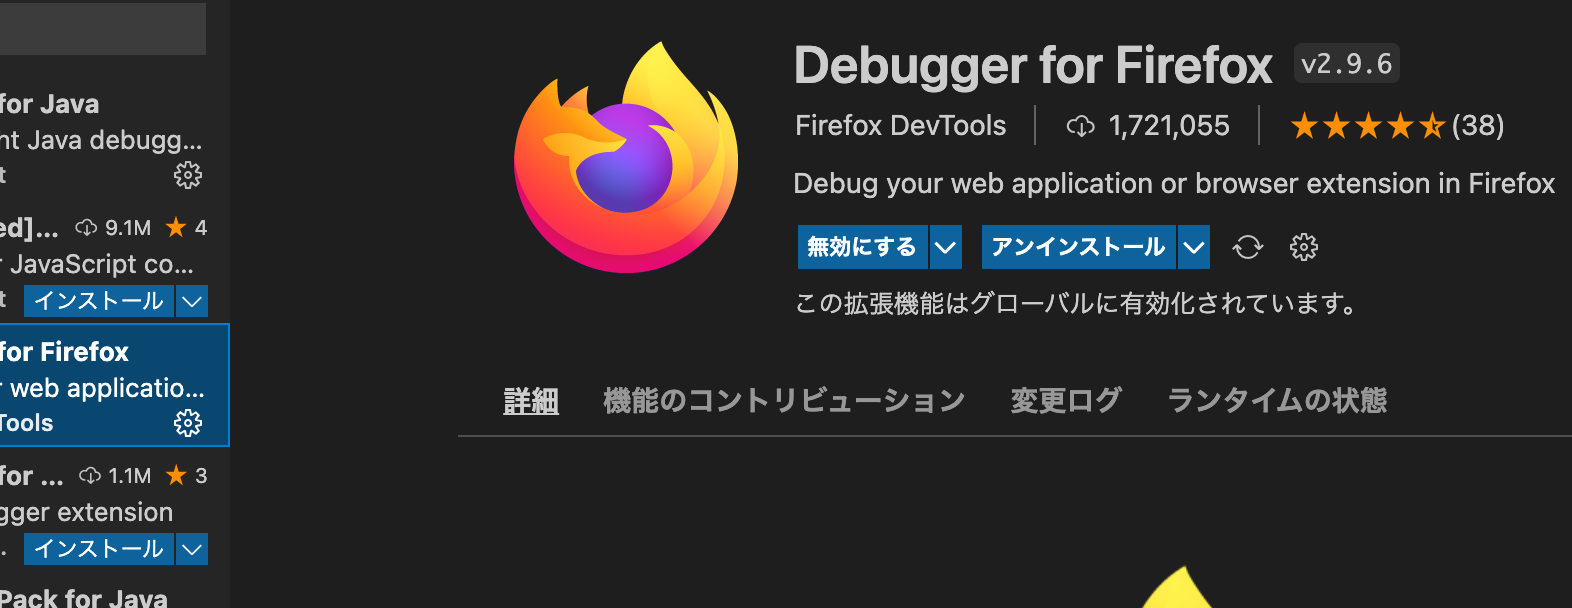 for Java
ht Java debugg...
t
ed]... 9.1M ★ 4
r JavaScript co...
t インストール
for Firefox
r web applicatio...
Tools
for ... 1.1M ★ 3
gger extension
. インストール
Pack for Java
Debugger for Firefox v2.9.6
Firefox DevTools 1,721,055 (38)
Debug your web application or browser extension in Firefox
無効にする アンインストール
この拡張機能はグローバルに有効化されています。
詳細 機能のコントリビューション 変更ログ ランタイムの状態